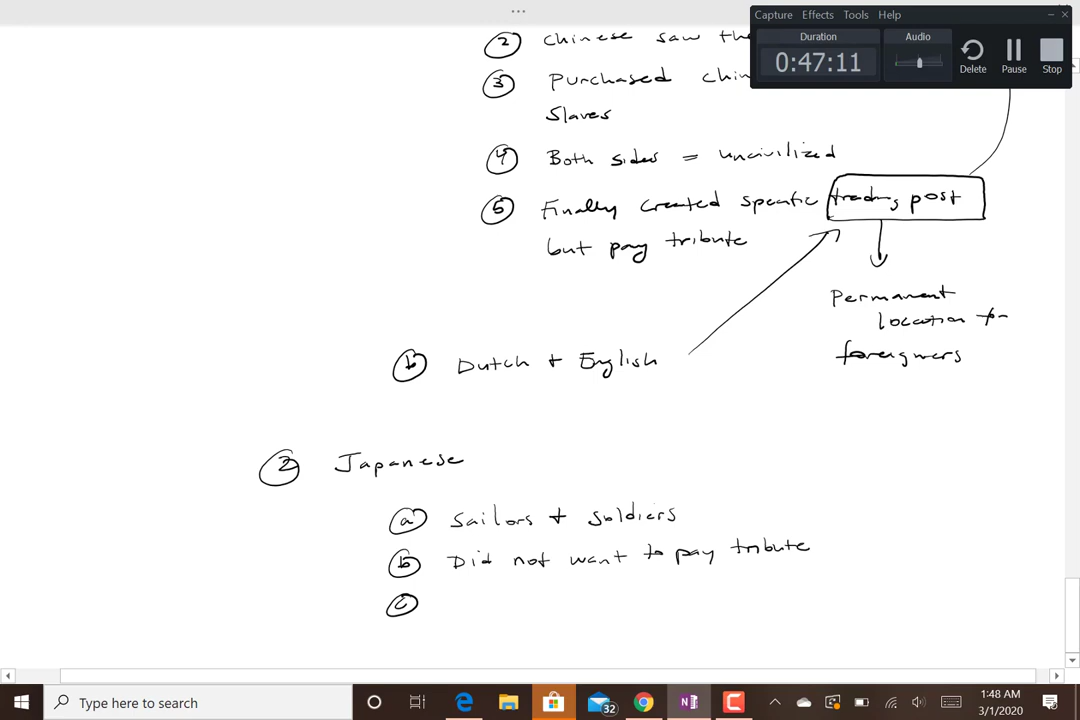 Capture Effects Tools Help
Duration
Audio
0:47:11
Delete Pause Stop
② Chinese saw the
③ Purchased chin
Slaves
④ Both sides = uncivilized
⑤ Finally created specific trading post
but pay tribute
Permanent
location for
foreigners
ⓑ Dutch + English
② Japanese
ⓐ Sailors + soldiers
ⓑ Did not want to pay tribute
ⓒ
Type here to search
32
1:48 AM
3/1/2020